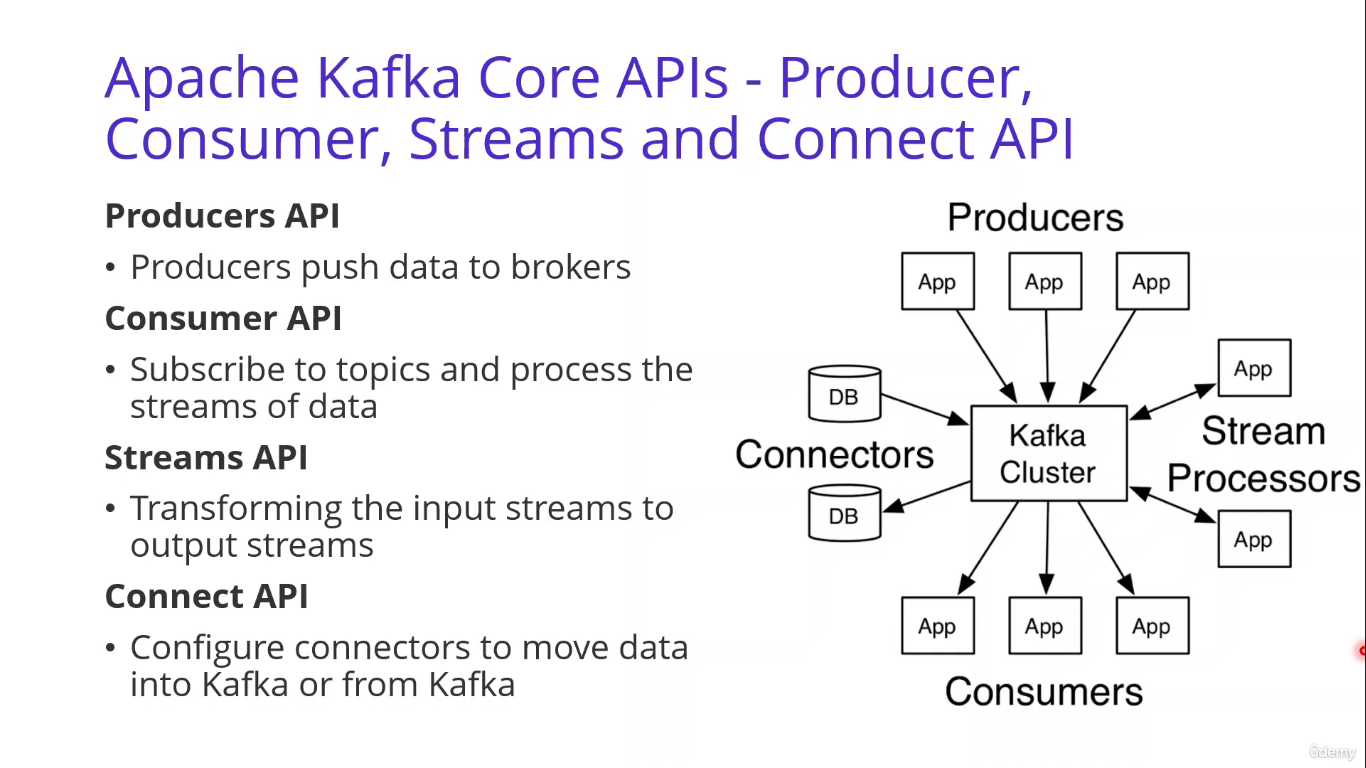 Apache Kafka Core APIs - Producer,
Consumer, Streams and Connect API
Producers API
• Producers push data to brokers
Consumer API
• Subscribe to topics and process the
streams of data
Streams API
• Transforming the input streams to
output streams
Connect API
• Configure connectors to move data
into Kafka or from Kafka
Producers
App App App
App
DB
Kafka
Cluster
Stream
Processors
Connectors
DB
App
App App App
Consumers
ûdemy